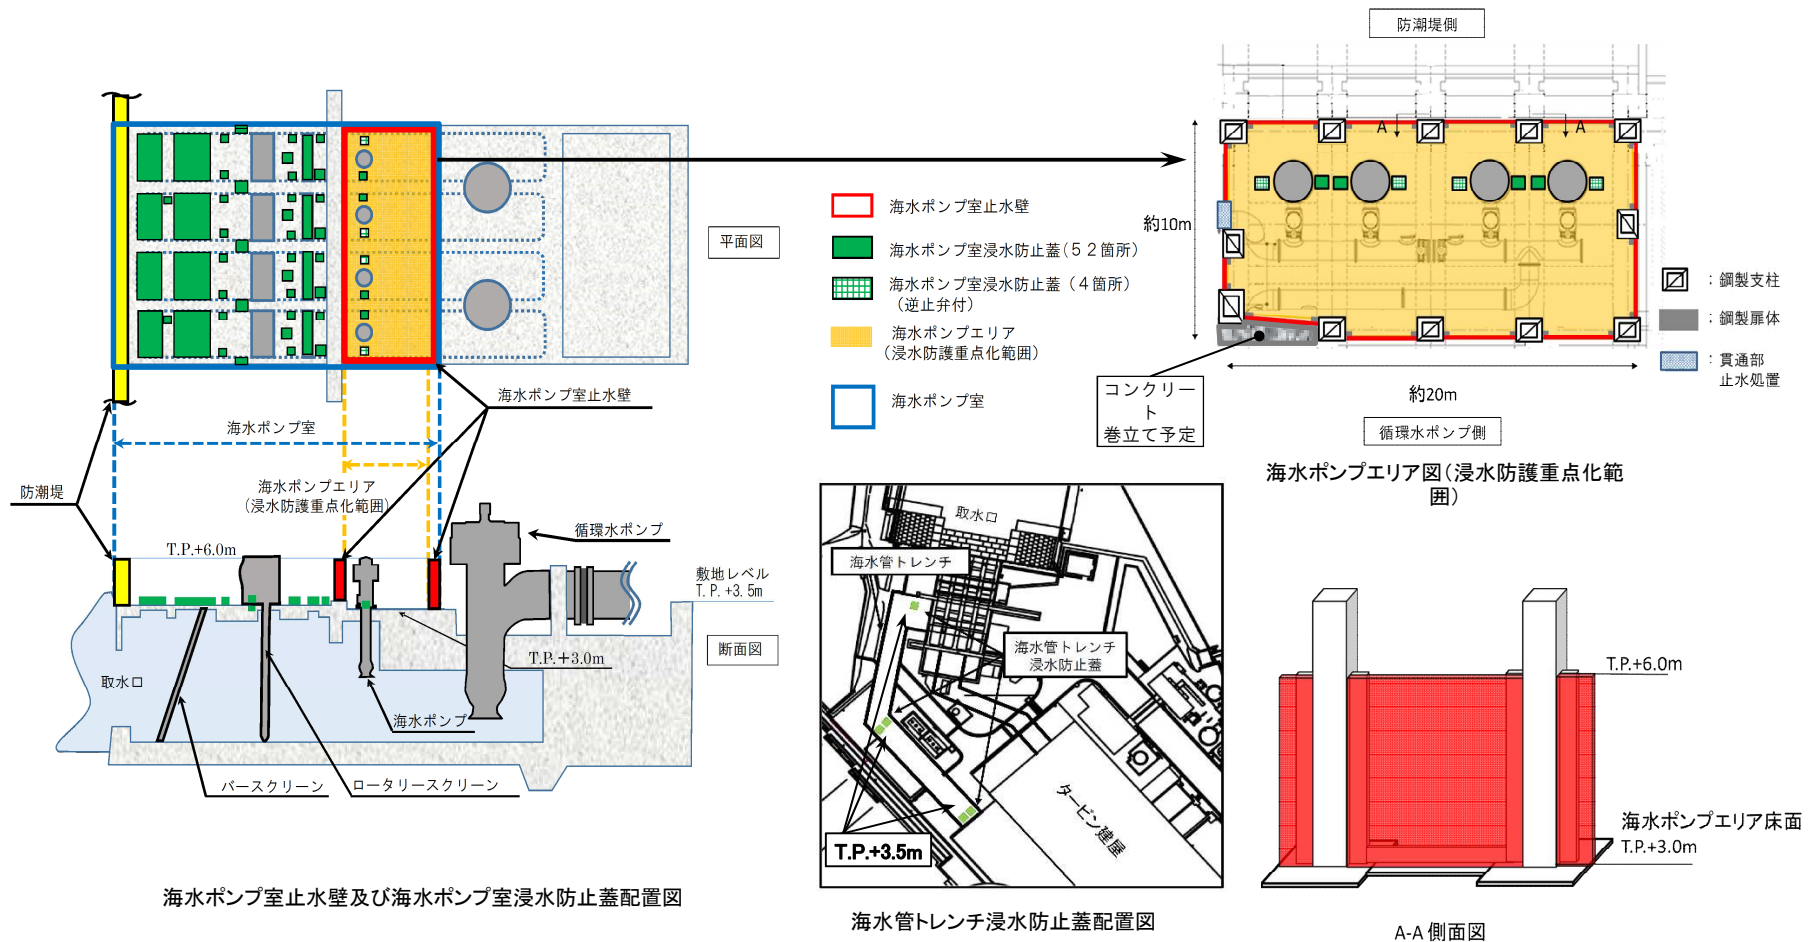 防潮堤側
A
A
約10m
約20m
循環水ポンプ側
コンクリー
ト
巻立て予定
：鋼製支柱
：鋼製扉体
：貫通部
止水処置
海水ポンプエリア図（浸水防護重点化範
囲）
平面図
海水ポンプ室止水壁
海水ポンプ室浸水防止蓋（５２箇所）
海水ポンプ室浸水防止蓋（４箇所）
（逆止弁付）
海水ポンプエリア
（浸水防護重点化範囲）
海水ポンプ室
海水ポンプ室止水壁
海水ポンプ室
海水ポンプエリア
（浸水防護重点化範囲）
防潮堤
T.P.+6.0m
循環水ポンプ
敷地レベル
T.P.+3.5m
断面図
T.P.+3.0m
取水口
海水ポンプ
バースクリーン
ロータリースクリーン
海水ポンプ室止水壁及び海水ポンプ室浸水防止蓋配置図
取水口
海水管トレンチ
海水管トレンチ
浸水防止蓋
タービン建屋
T.P.+3.5m
海水管トレンチ浸水防止蓋配置図
T.P.+6.0m
海水ポンプエリア床面
T.P.+3.0m
A-A 側面図